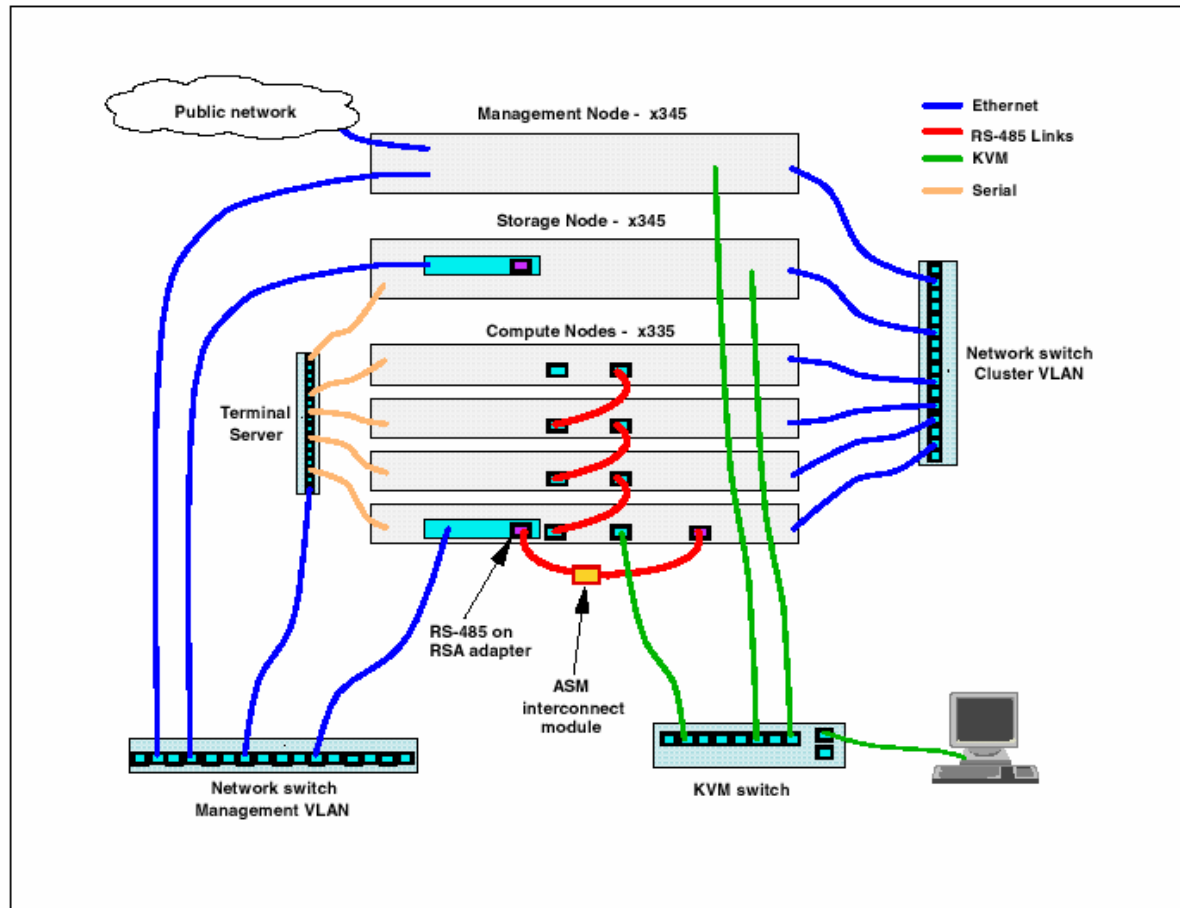 Public network
Management Node - x345
Ethernet
RS-485 Links
KVM
Serial
Storage Node - x345
Compute Nodes - x335
Network switch
Cluster VLAN
Terminal
Server
RS-485 on
RSA adapter
ASM
interconnect
module
Network switch
Management VLAN
KVM switch